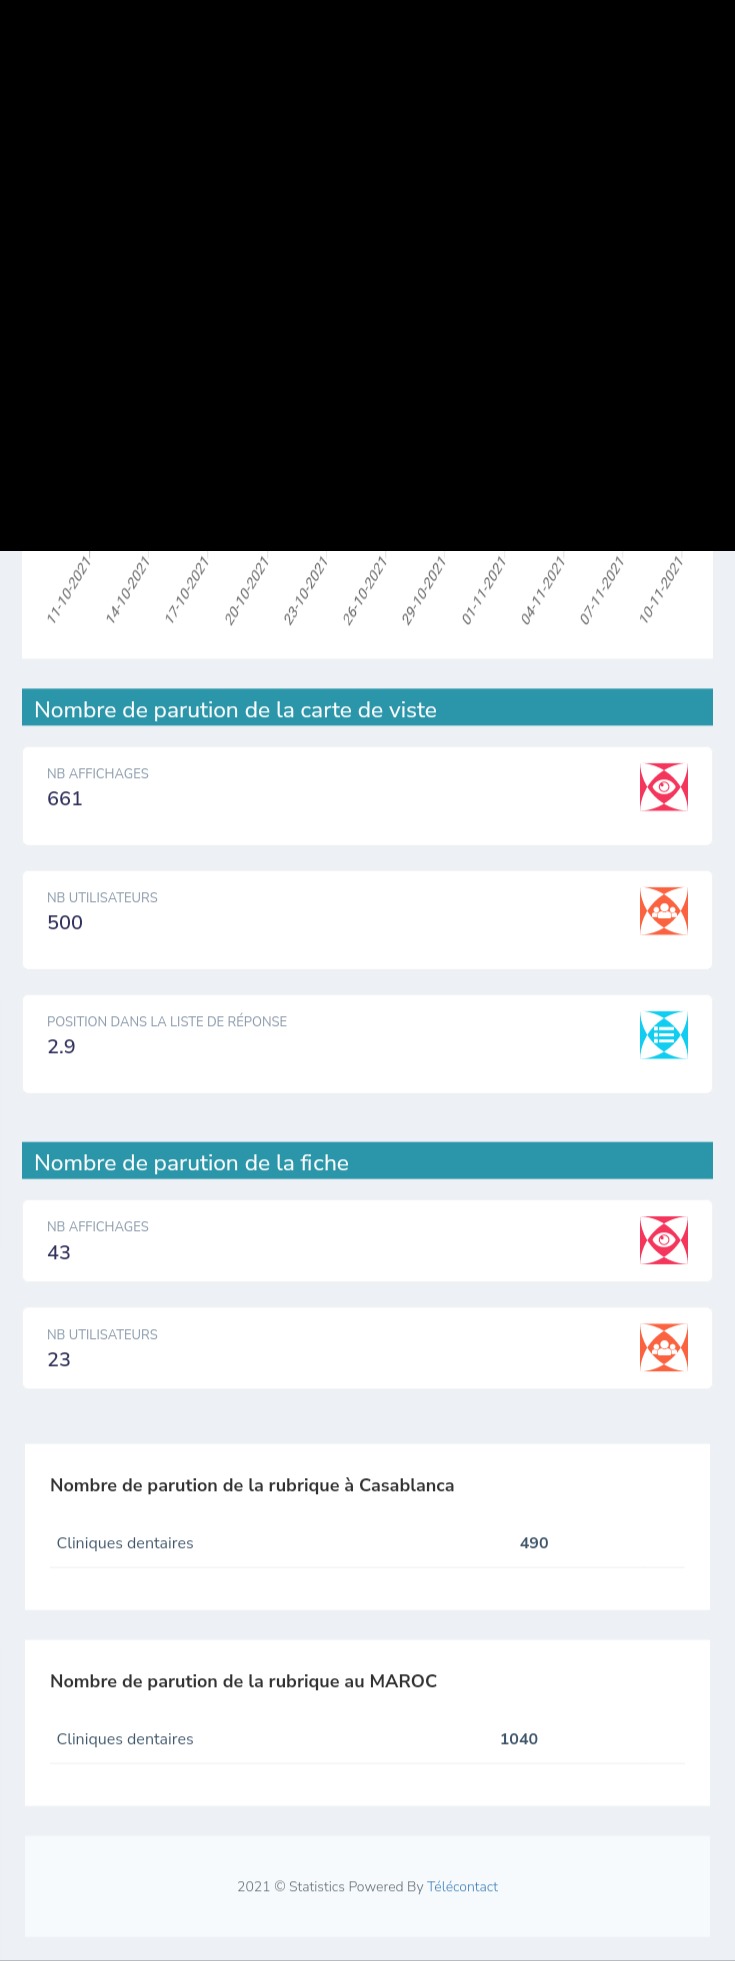 11-10-2021 14-10-2021 17-10-2021 20-10-2021 23-10-2021 26-10-2021 29-10-2021 01-11-2021 04-11-2021 07-11-2021 10-11-2021
Nombre de parution de la carte de viste
NB AFFICHAGES
661
NB UTILISATEURS
500
POSITION DANS LA LISTE DE RÉPONSE
2.9
Nombre de parution de la fiche
NB AFFICHAGES
43
NB UTILISATEURS
23
Nombre de parution de la rubrique à Casablanca
Cliniques dentaires 490
Nombre de parution de la rubrique au MAROC
Cliniques dentaires 1040
2021 © Statistics Powered By Télécontact